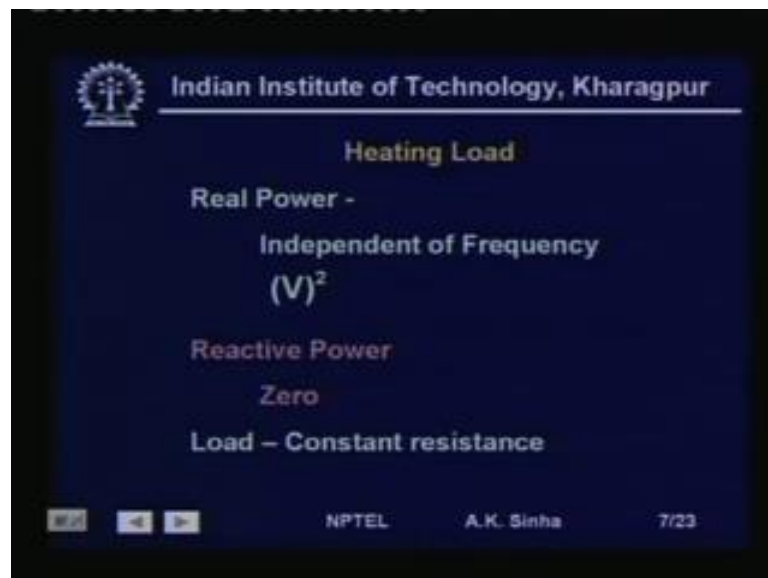 Indian Institute of Technology, Kharagpur
Heating Load
Real Power -
Independent of Frequency
(V)²
Reactive Power
Zero
Load – Constant resistance
NPTEL A.K. Sinha 7/23